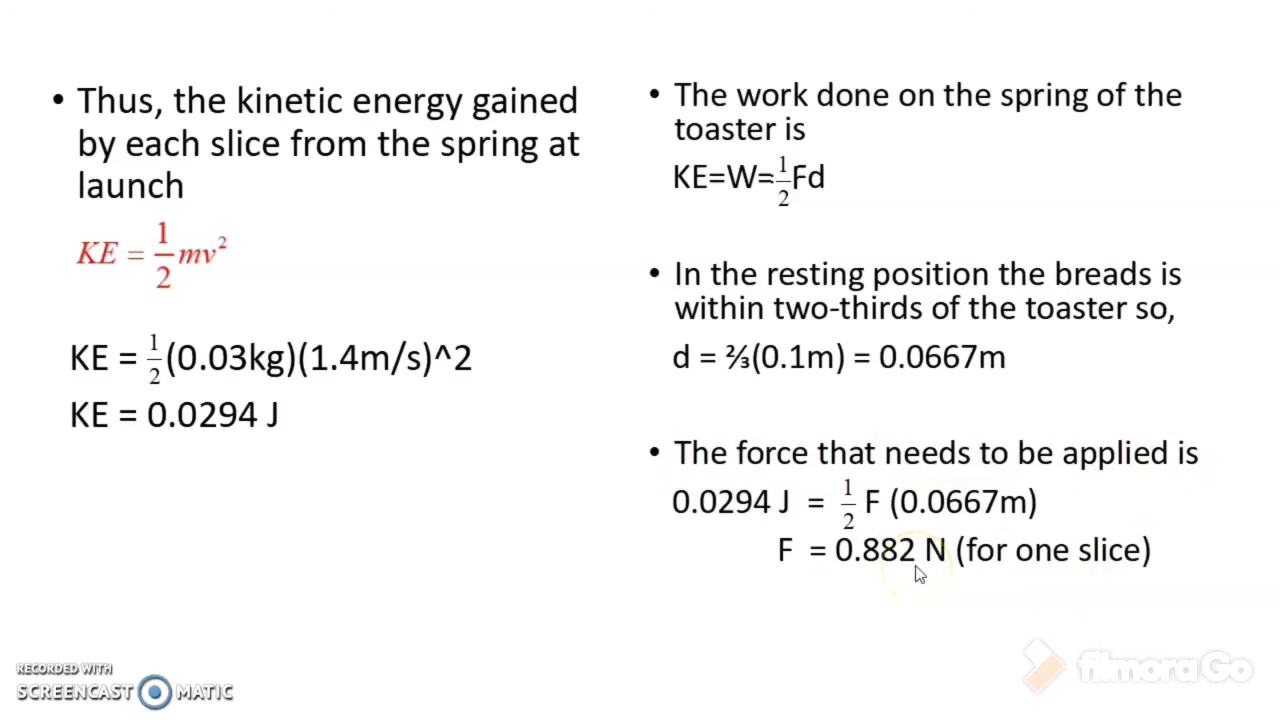 • Thus, the kinetic energy gained
by each slice from the spring at
launch
KE = 1/2 mv²
KE = 1/2 (0.03kg)(1.4m/s)^2
KE = 0.0294 J
• The work done on the spring of the
toaster is
KE=W=1/2 Fd
• In the resting position the breads is
within two-thirds of the toaster so,
d = ⅔(0.1m) = 0.0667m
• The force that needs to be applied is
0.0294 J = 1/2 F (0.0667m)
F = 0.882 N (for one slice)
RECORDED WITH
SCREENCAST MATIC
filmora Go